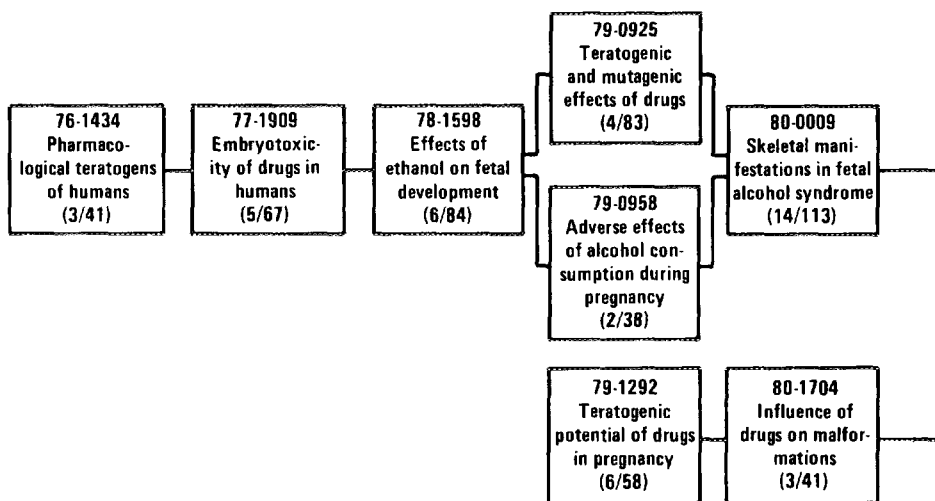 76-1434
Pharmaco-
logical teratogens
of humans
(3/41)
77-1909
Embryotox-
ity of drugs in
humans
(5/67)
78-1598
Effects of
ethanol on fetal
development
(6/84)
79-0925
Teratogenic
and mutagenic
effects of drugs
(4/83)
79-0958
Adverse effects
of alcohol con-
sumption during
pregnancy
(2/38)
80-0009
Skeletal mani-
festations in fetal
alcohol syndrome
(14/113)
79-1292
Teratogenic
potential of drugs
in pregnancy
(6/58)
80-1704
Influence of
drugs on malfor-
mations
(3/41)